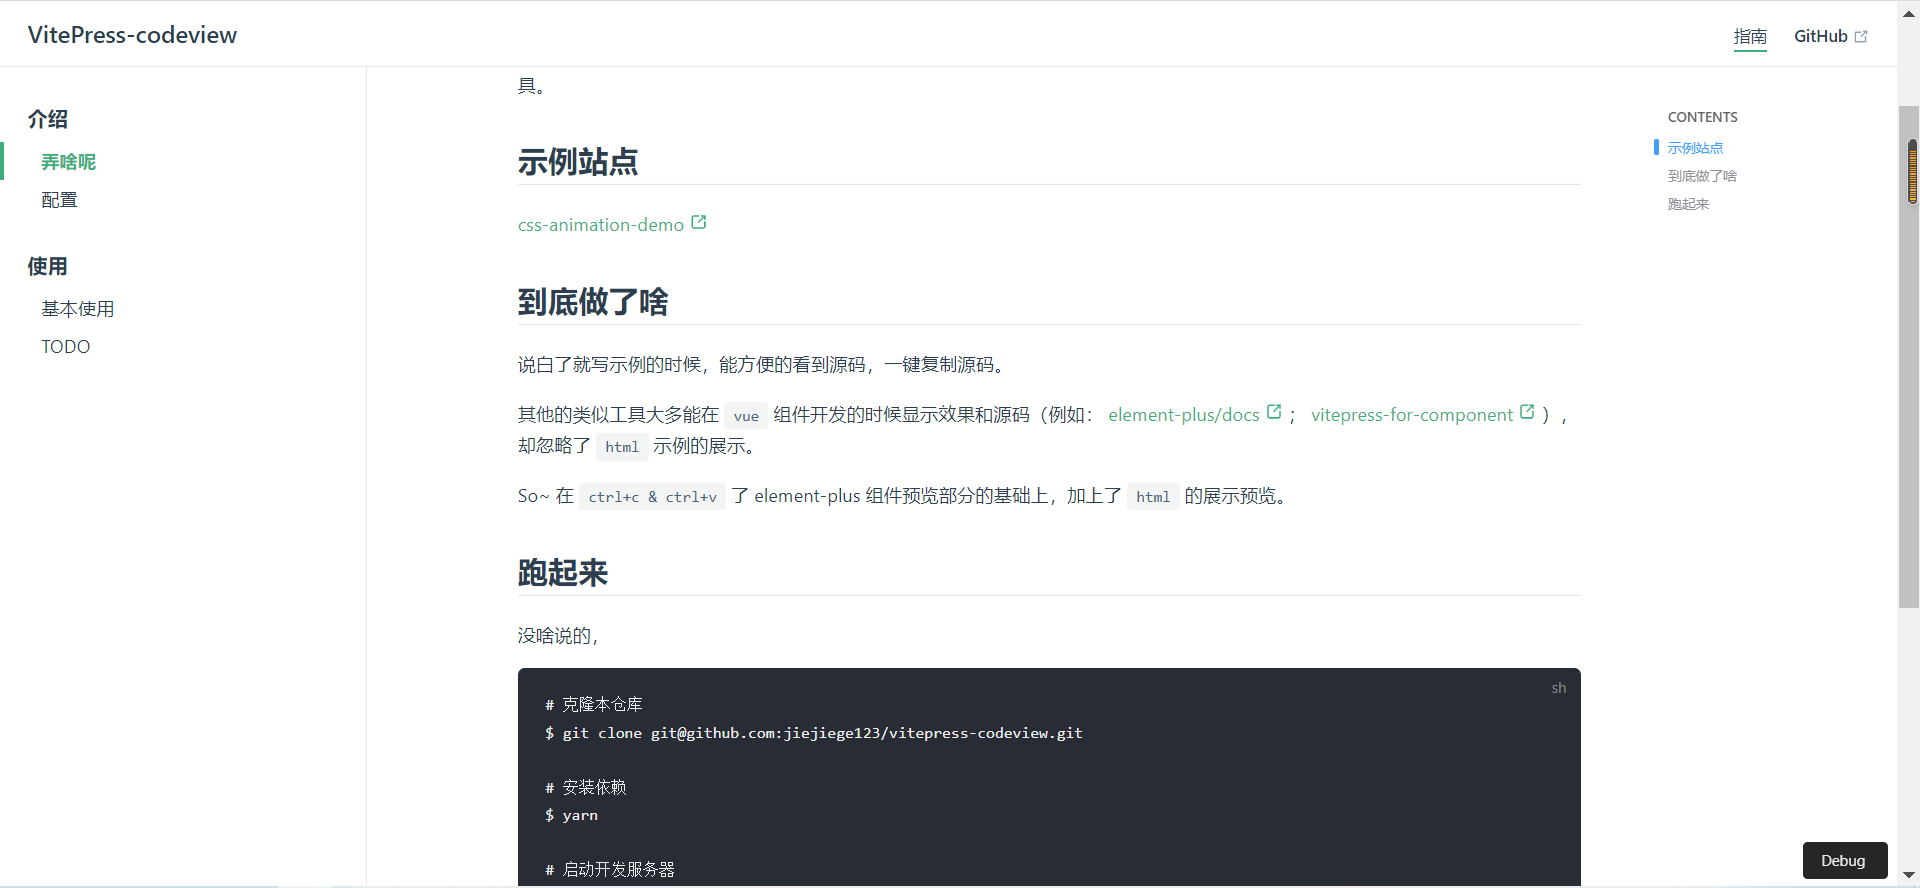 VitePress-codeview
指南
GitHub
介绍
弄啥呢
配置
使用
基本使用
TODO
具。
示例站点
css-animation-demo
到底做了啥
说白了就写示例的时候，能方便的看到源码，一键复制源码。
其他的类似工具大多能在 vue 组件开发的时候显示效果和源码（例如： element-plus/docs ； vitepress-for-component ），
却忽略了 html 示例的展示。
So~ 在 ctrl+c & ctrl+v 了 element-plus 组件预览部分的基础上，加上了 html 的展示预览。
跑起来
没啥说的，
sh
# 克隆本仓库
$ git clone git@github.com:jiejiege123/vitepress-codeview.git
# 安装依赖
$ yarn
# 启动开发服务器
CONTENTS
示例站点
到底做了啥
跑起来
Debug